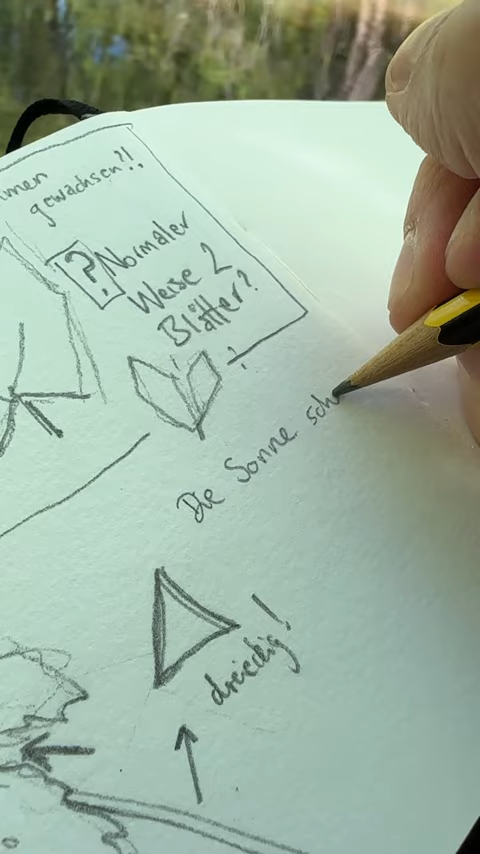 gewachsen?!
?
Normaler
Weise 2
Blätter?
!
Die Sonne sch
dreieckig!